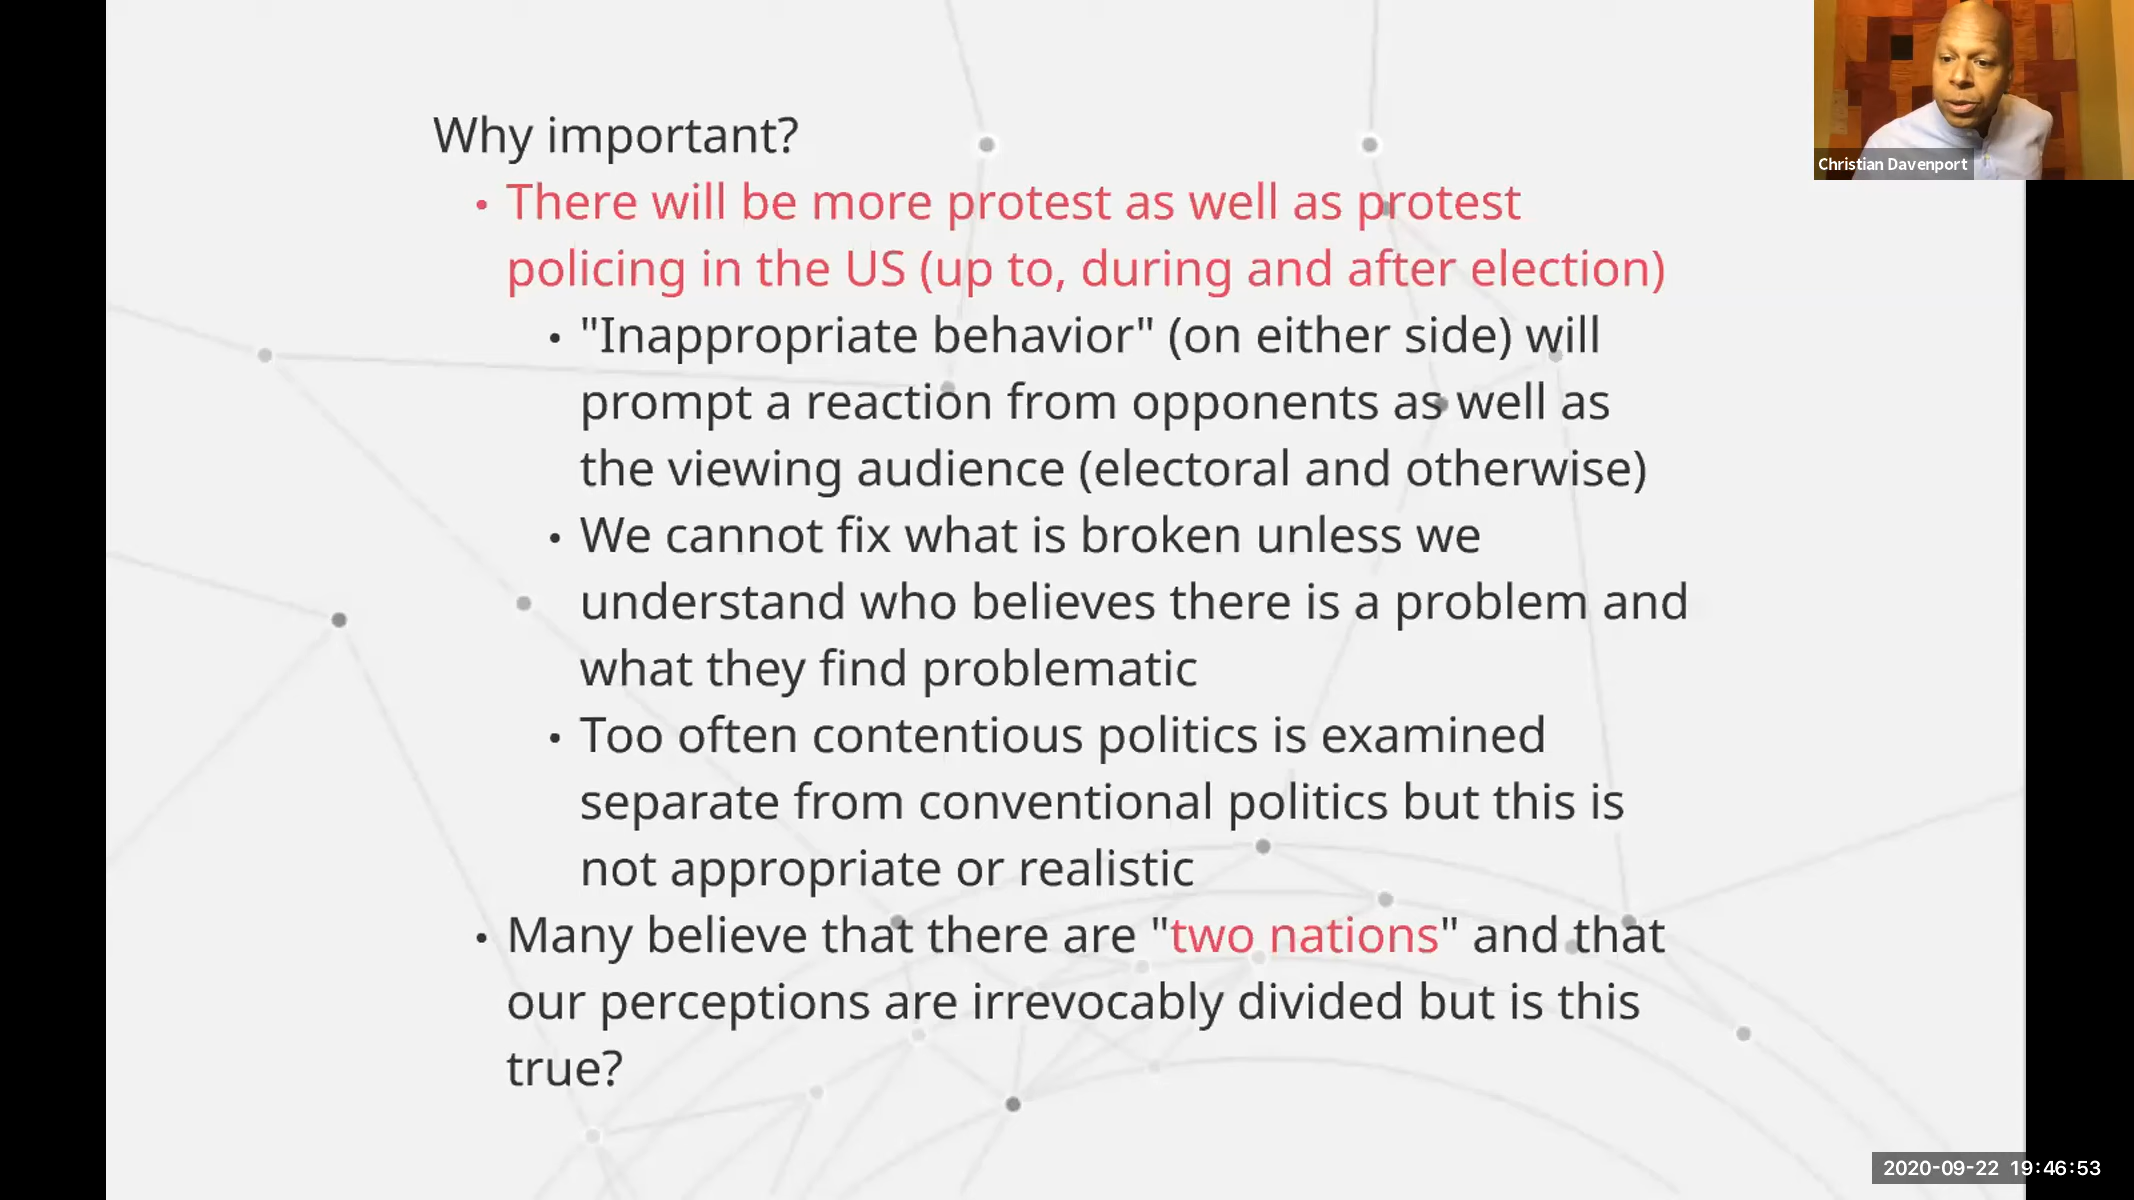 Why important?
• There will be more protest as well as protest
policing in the US (up to, during and after election)
• "Inappropriate behavior" (on either side) will
prompt a reaction from opponents as well as
the viewing audience (electoral and otherwise)
• We cannot fix what is broken unless we
understand who believes there is a problem and
what they find problematic
• Too often contentious politics is examined
separate from conventional politics but this is
not appropriate or realistic
• Many believe that there are "two nations" and that
our perceptions are irrevocably divided but is this
true?
Christian Davenport
2020-09-22 19:46:53